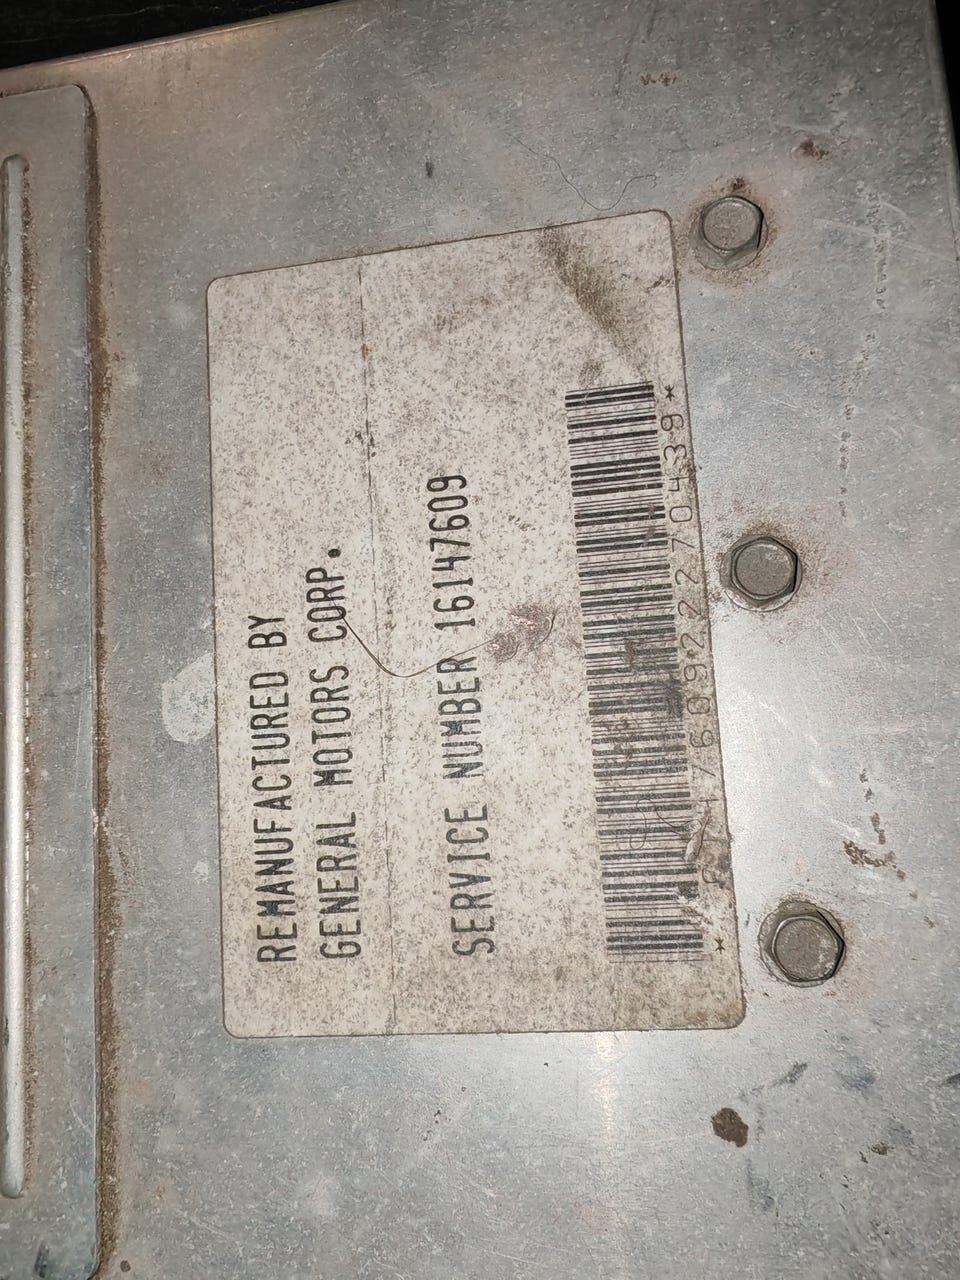 REMANUFACTURED BY
GENERAL MOTORS CORP.
SERVICE NUMBER 16147609